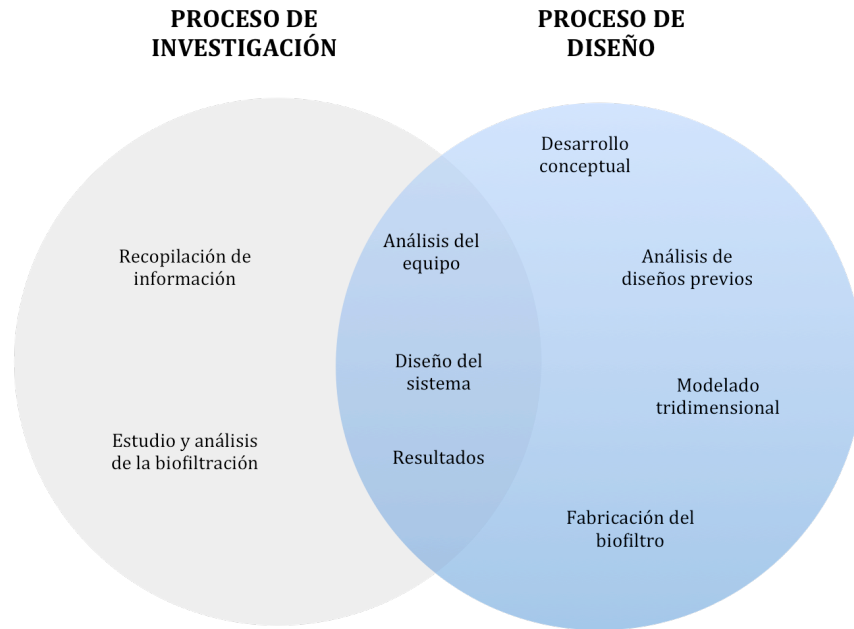 PROCESO DE
INVESTIGACIÓN
PROCESO DE
DISEÑO
Desarrollo
conceptual
Análisis del
equipo
Recopilación de
información
Análisis de
diseños previos
Diseño del
sistema
Modelado
tridimensional
Estudio y análisis
de la biofiltración
Resultados
Fabricación del
biofiltro